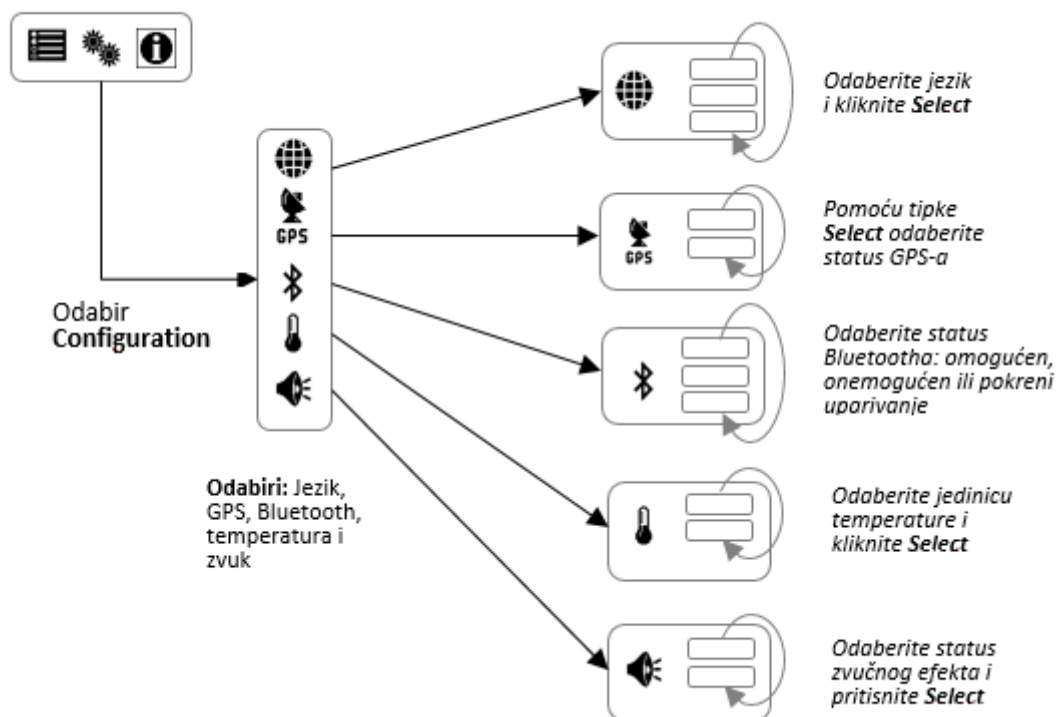 Odaberite jezik
i kliknite Select
GPS
GPS
Pomoću tipke
Select odaberite
status GPS-a
Odabir
Configuration
Odaberite status
Bluetootha: omogućen,
onemogućen ili pokreni
uparivanje
Odabiri: Jezik,
GPS, Bluetooth,
temperatura i
zvuk
Odaberite jedinicu
temperature i
kliknite Select
Odaberite status
zvučnog efekta i
pritisnite Select